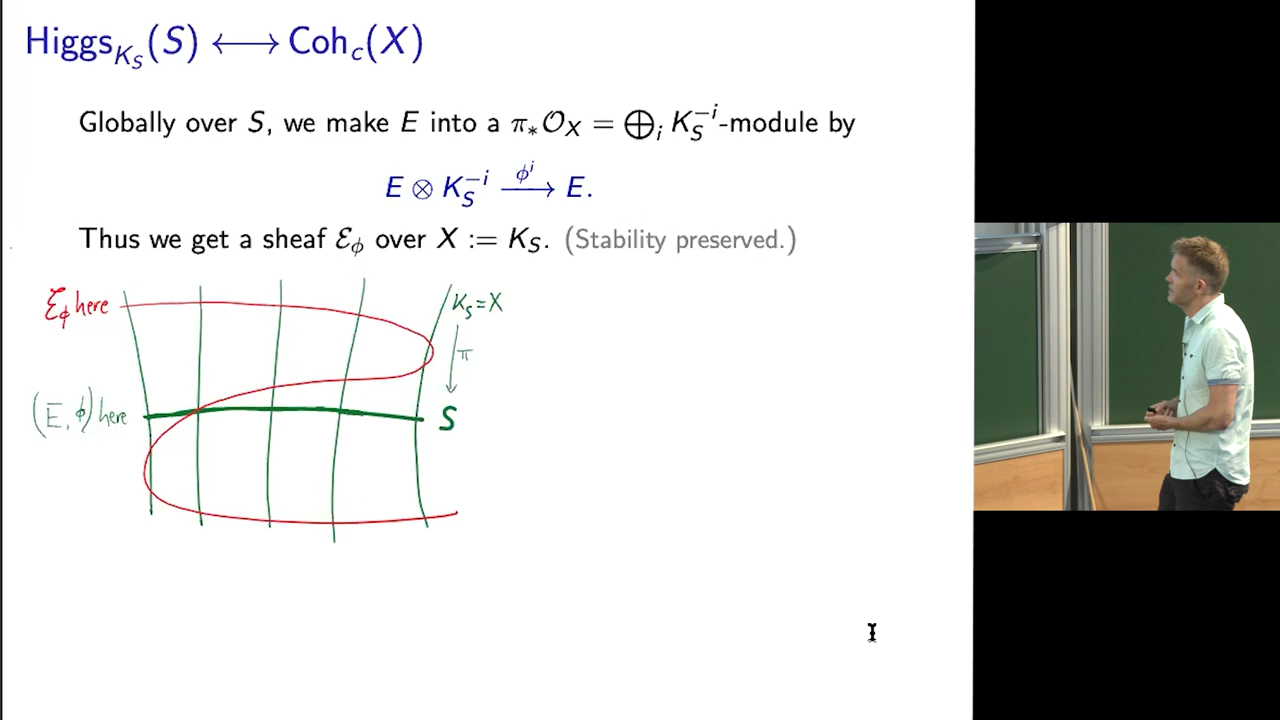 Higgs_{K_S}(S) ⟷ Coh_c(X)
Globally over S, we make E into a π_*𝒪_X = ⊕_i K_S^{-i}-module by
E ⊗ K_S^{-i} \xrightarrow{ϕ^i} E.
Thus we get a sheaf ℰ_ϕ over X := K_S. (Stability preserved.)
ℰ_ϕ here
K_S = X
π
(E, ϕ) here
S